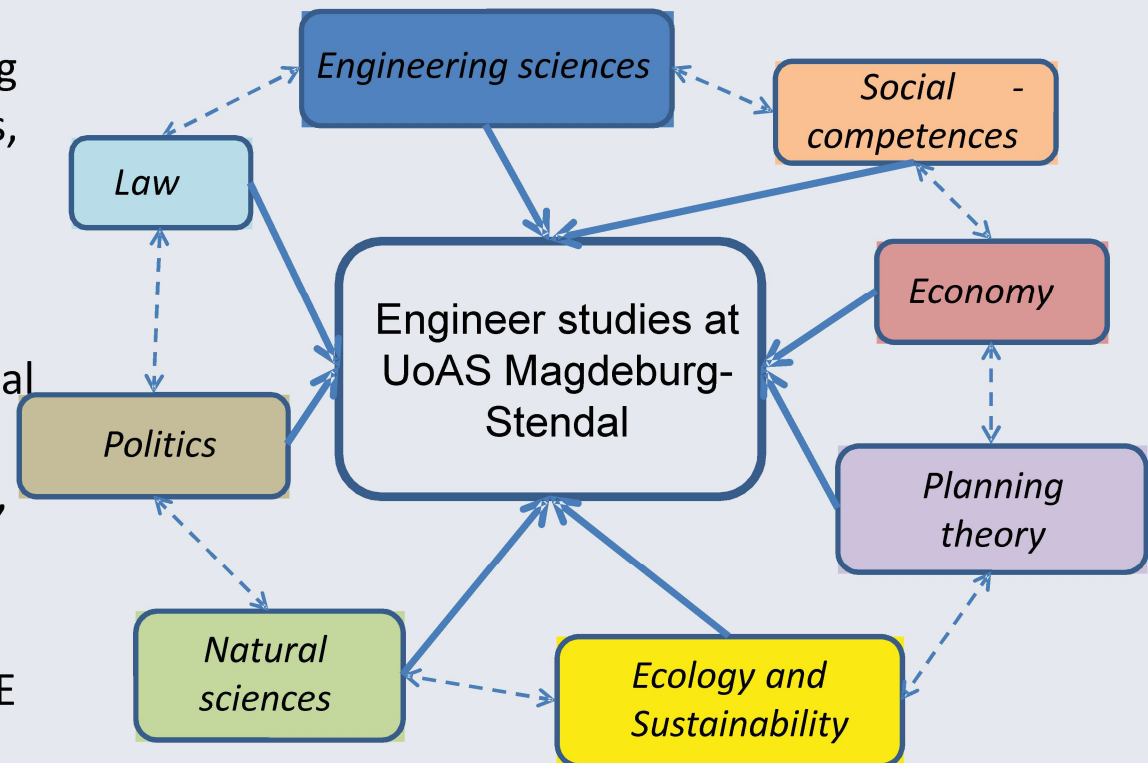 g
Engineering sciences
Social -
competences
s,
Law
Economy
Engineer studies at
UoAS Magdeburg-
Stendal
al
Politics
Planning
theory
,
Natural
sciences
Ecology and
Sustainability
E